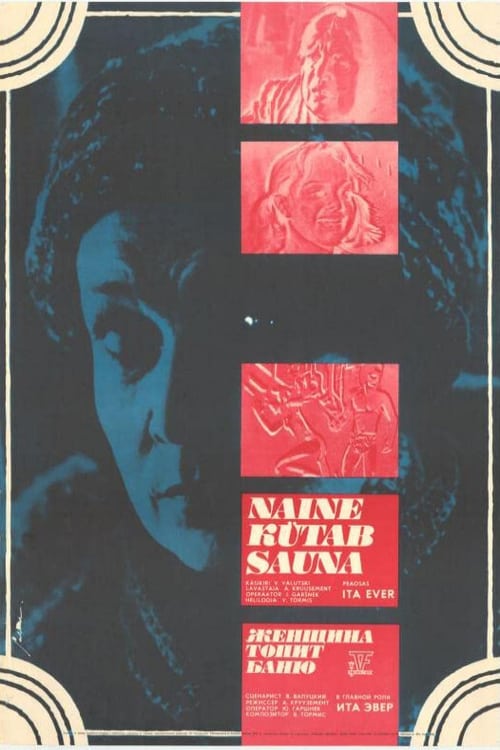 NAINE
KÜTAB
SAUNA
KÄSIKIRI V. VALUTSKI
LAVASTAJA A. KRUUSEMENT
OPERAATOR J. GARŠNEK
HELILOOJA V. TORMIS
PEAOSAS
ITA EVER
ЖЕНЩИНА
ТОПИТ
БАНЮ
СЦЕНАРИСТ В. ВАЛУЦКИЙ
РЕЖИССЕР А. КРУУЗЕМЕНТ
ОПЕРАТОР Ю. ГАРШНЕК
КОМПОЗИТОР В. ТОРМИС
В ГЛАВНОЙ РОЛИ
ИТА ЭВЕР